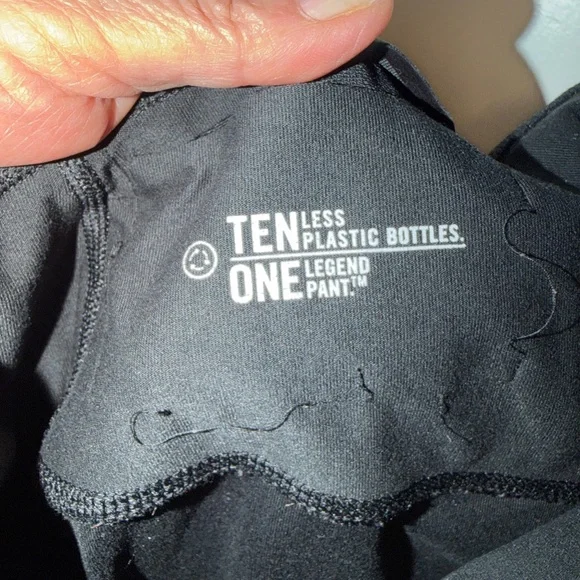 TEN LESS
PLASTIC BOTTLES.
ONE LEGEND
PANT.™